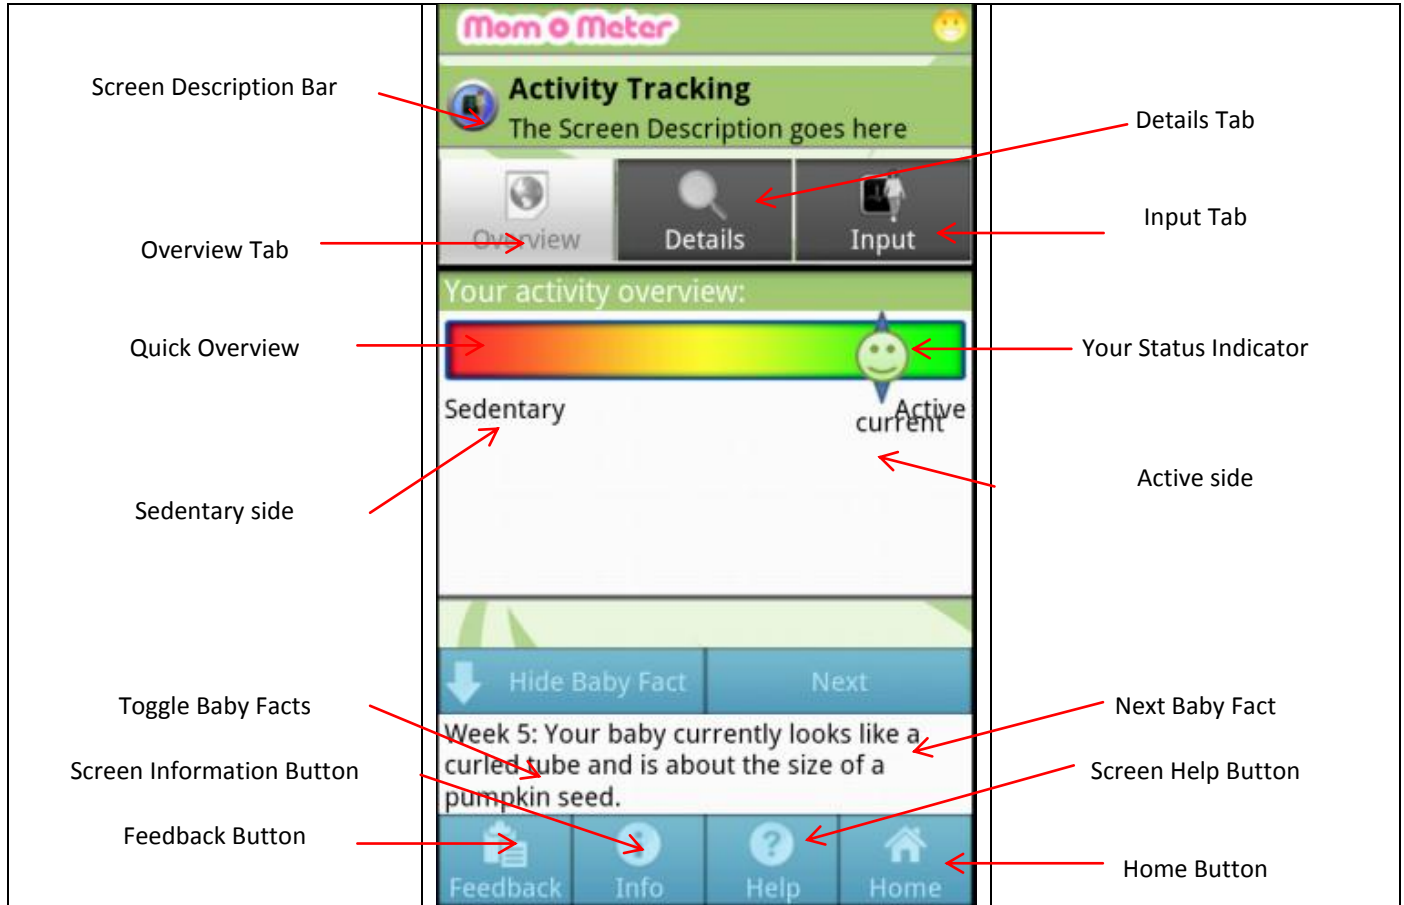 Mom O Meter
Screen Description Bar
Activity Tracking
The Screen Description goes here
Details Tab
Input Tab
Overview Tab
Overview
Details
Input
Your activity overview:
Quick Overview
Your Status Indicator
Sedentary
Active
current
Sedentary side
Active side
Hide Baby Fact
Next
Toggle Baby Facts
Next Baby Fact
Week 5: Your baby currently looks like a
curled tube and is about the size of a
pumpkin seed.
Screen Information Button
Screen Help Button
Feedback Button
Home Button
Feedback
Info
Help
Home